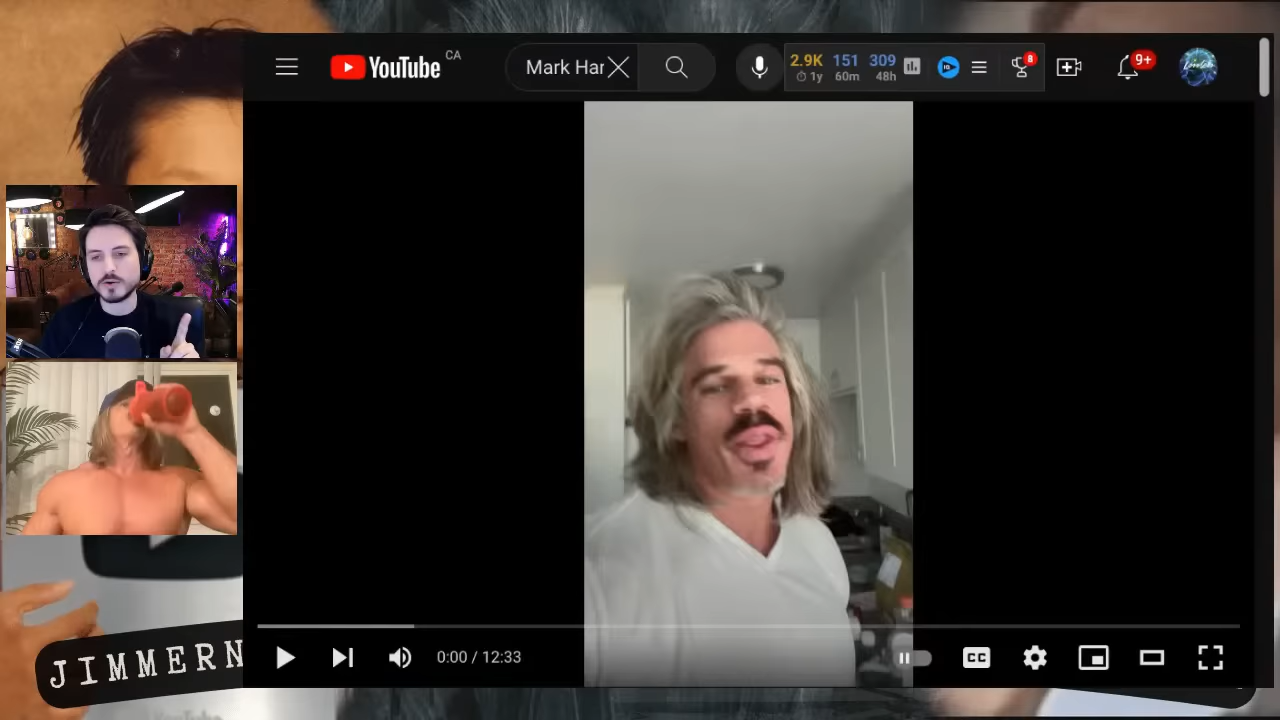 YouTube CA
Mark Har
2.9K 151 309
1y 60m 48h
8
9+
JIMMERN
0:00 / 12:33
CC
YouTube